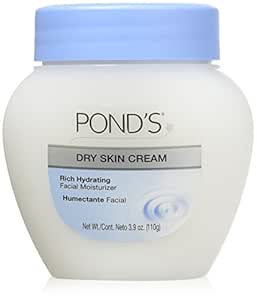 POND'S
DRY SKIN CREAM
Rich Hydrating
Facial Moisturizer
Humectante Facial
Net Wt./Cont. Neto 3.9 oz. (110g)